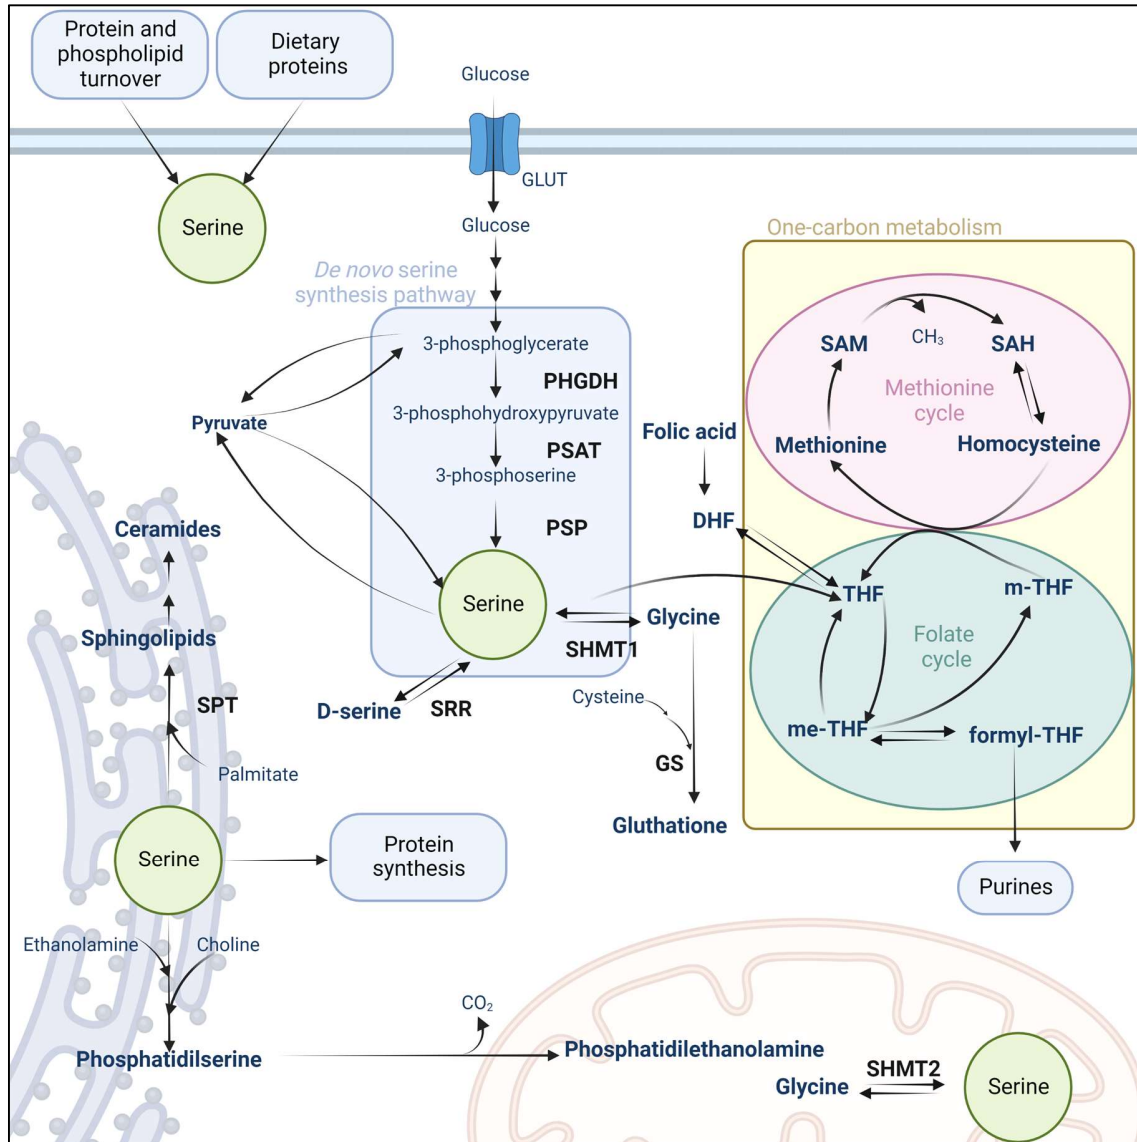 Protein and
phospholipid
turnover
Dietary
proteins
Glucose
GLUT
Serine
Glucose
De novo serine
synthesis pathway
3-phosphoglycerate
PHGDH
3-phosphohydroxypyruvate
PSAT
3-phosphoserine
PSP
Serine
Pyruvate
SHMT1
Glycine
D-serine
SRR
Cysteine
GS
Gluthatione
Folic acid
DHF
One-carbon metabolism
SAM
CH₃
SAH
Methionine
cycle
Methionine
Homocysteine
THF
m-THF
Folate
cycle
me-THF
formyl-THF
Purines
Ceramides
Sphingolipids
SPT
Palmitate
Serine
Protein
synthesis
Ethanolamine
Choline
Phosphatidilserine
CO₂
Phosphatidilethanolamine
Glycine
SHMT2
Serine